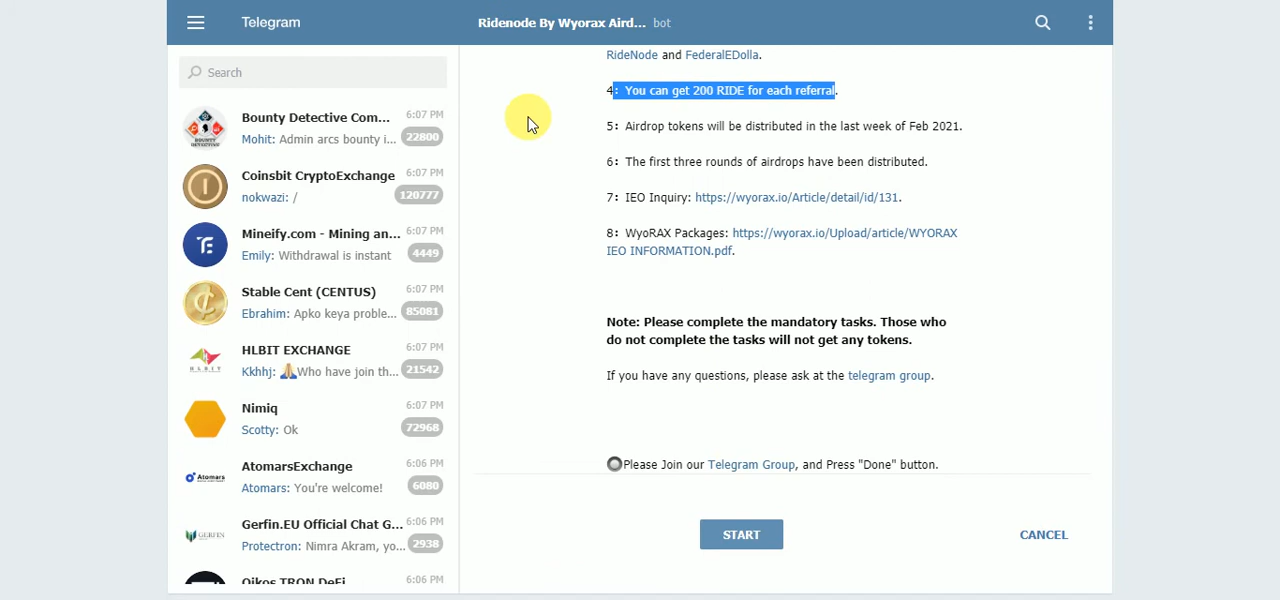 Telegram
Ridenode By Wyorax Aird... bot
Search
Bounty Detective Com... 6:07 PM
Mohit: Admin arcs bounty i... 22800
Coinsbit CryptoExchange 6:07 PM
nokwazi: / 120777
Mineify.com - Mining an... 6:07 PM
Emily: Withdrawal is instant 4449
Stable Cent (CENTUS) 6:07 PM
Ebrahim: Apko keya proble... 85081
HLBIT EXCHANGE 6:07 PM
Kkhhj: 🙏Who have join th... 21542
Nimiq 6:07 PM
Scotty: Ok 72968
AtomarsExchange 6:06 PM
Atomars: You're welcome! 6080
Gerfin.EU Official Chat G... 6:06 PM
Protectron: Nimra Akram, yo... 2938
Oikos TRON DeFi 6:06 PM
RideNode and FederalEDolla.
4: You can get 200 RIDE for each referral.
5: Airdrop tokens will be distributed in the last week of Feb 2021.
6: The first three rounds of airdrops have been distributed.
7: IEO Inquiry: https://wyorax.io/Article/detail/id/131.
8: WyoRAX Packages: https://wyorax.io/Upload/article/WYORAX
IEO INFORMATION.pdf.
Note: Please complete the mandatory tasks. Those who
do not complete the tasks will not get any tokens.
If you have any questions, please ask at the telegram group.
🔘Please Join our Telegram Group, and Press "Done" button.
START
CANCEL